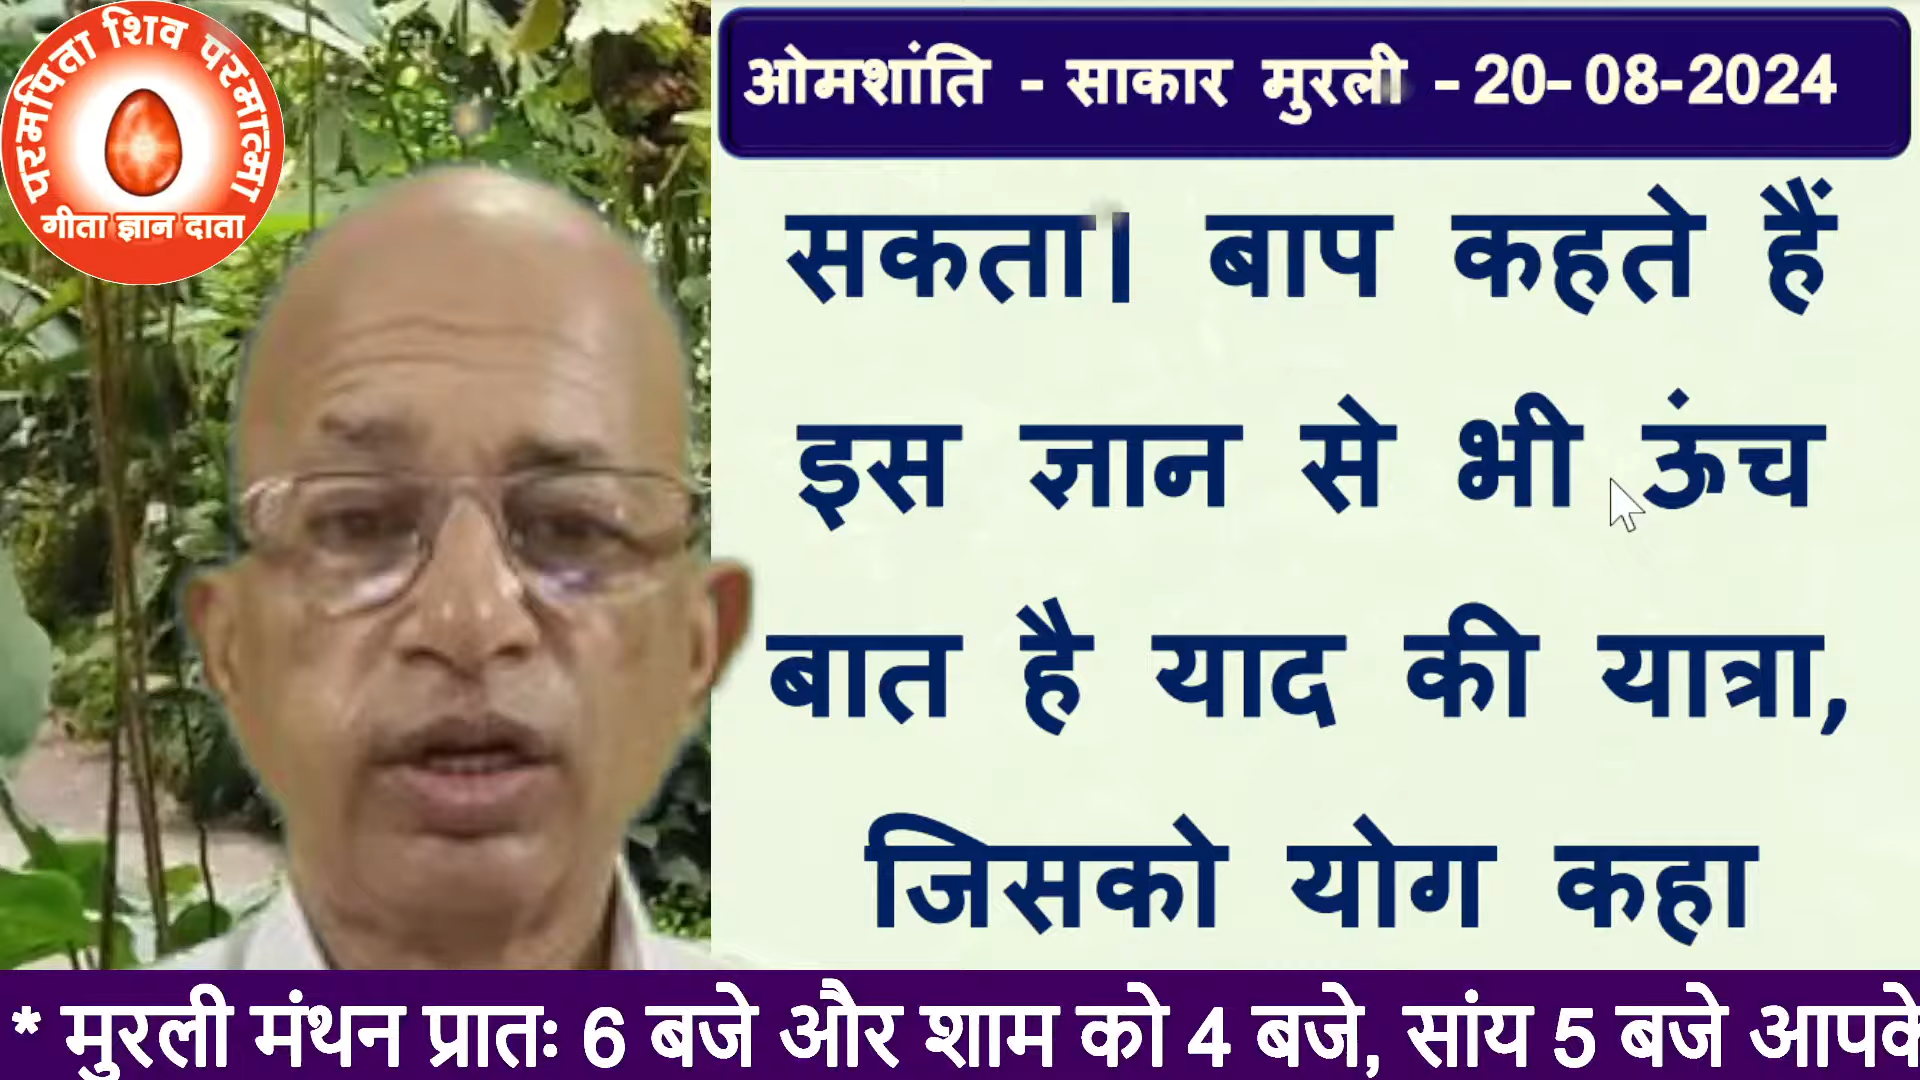 परमपिता शिव परमात्मा
गीता ज्ञान दाता
ओमशांति - साकार मुरली - 20- 08-2024
सकता। बाप कहते हैं
इस ज्ञान से भी ऊंच
बात है याद की यात्रा,
जिसको योग कहा
* मुरली मंथन प्रातः 6 बजे और शाम को 4 बजे, सांय 5 बजे आपके